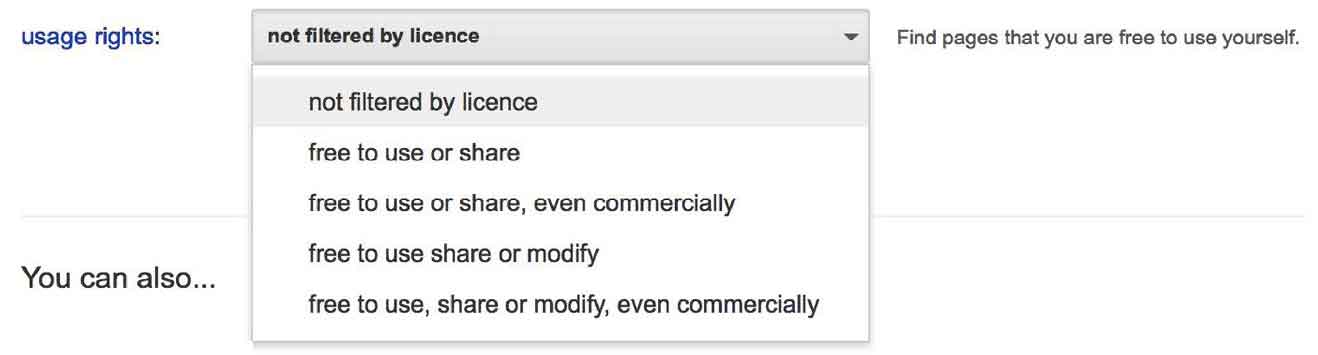 usage rights:
not filtered by licence
Find pages that you are free to use yourself.
not filtered by licence
free to use or share
free to use or share, even commercially
free to use share or modify
free to use, share or modify, even commercially
You can also...